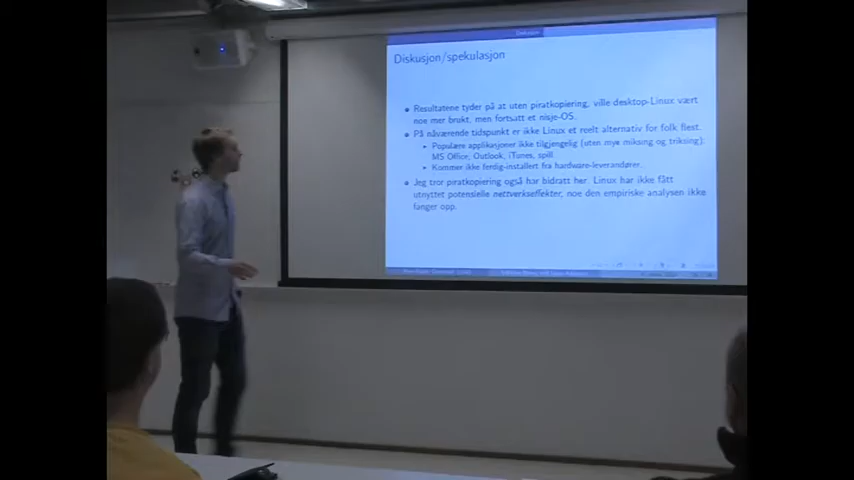 Diskusjon/spekulasjon
Resultatene tyder på at uten piratkopiering, ville desktop-Linux vært
noe mer brukt, men fortsatt et nisje-OS.
På nåværende tidspunkt er ikke Linux et reelt alternativ for folk flest.
Populære applikasjoner ikke tilgjengelig (uten mye miksing og triksing):
MS Office, Outlook, iTunes, spill
Kommer ikke ferdig-installert fra hardware-leverandører.
Jeg tror piratkopiering også har bidratt her. Linux har ikke fått
utnyttet potensielle nettverkseffekter, noe den empiriske analysen ikke
fanger opp.